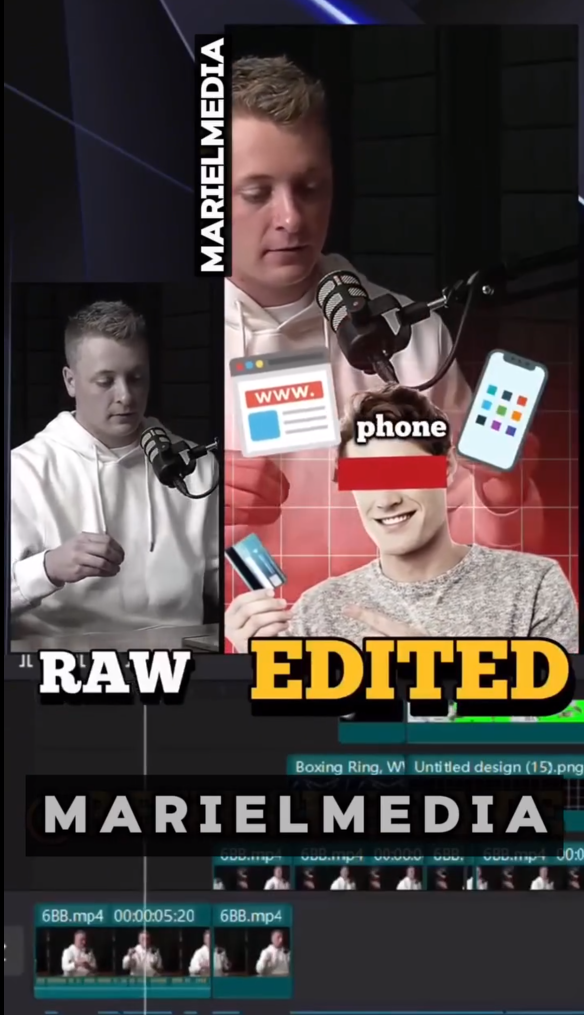 MARIELMEDIA
WWW.
phone
RAW
EDITED
Boxing Ring, W
Untitled design (15).png
MARIELMEDIA
6BB.mp4
6BB.mp4 00:00:0
6BB.
6BB.mp4 00:0
6BB.mp4 00:00:05:20
6BB.mp4